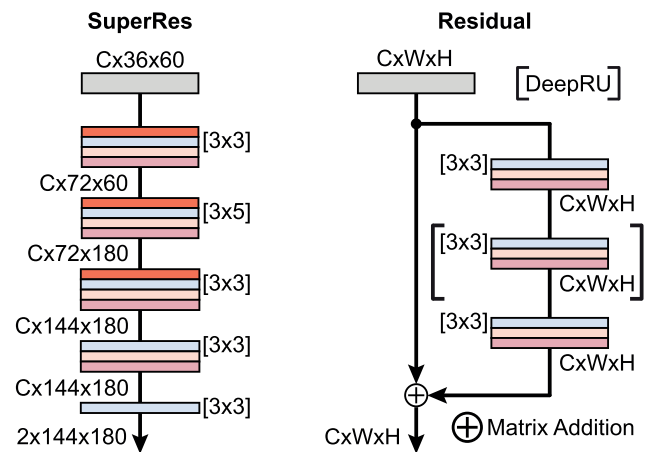 SuperRes
Cx36x60
[3x3]
Cx72x60
[3x5]
Cx72x180
[3x3]
Cx144x180
[3x3]
Cx144x180
[3x3]
2x144x180
Residual
CxWxH
[DeepRU]
[3x3]
CxWxH
[3x3]
CxWxH
[3x3]
CxWxH
CxWxH
Matrix Addition